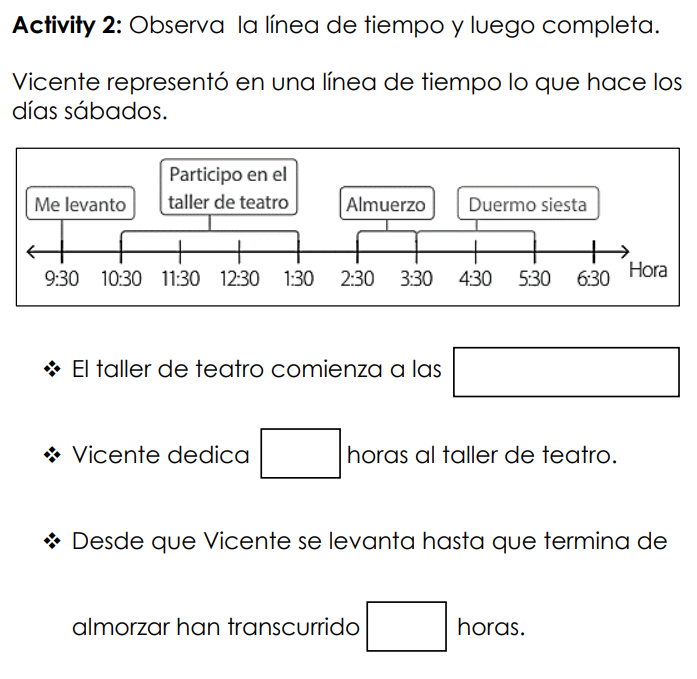 Activity 2: Observa la línea de tiempo y luego completa.
Vicente representó en una línea de tiempo lo que hace los
días sábados.
Participo en el
Me levanto taller de teatro Almuerzo Duermo siesta
9:30 10:30 11:30 12:30 1:30 2:30 3:30 4:30 5:30 6:30 Hora
❖ El taller de teatro comienza a las
❖ Vicente dedica horas al taller de teatro.
❖ Desde que Vicente se levanta hasta que termina de
almorzar han transcurrido horas.